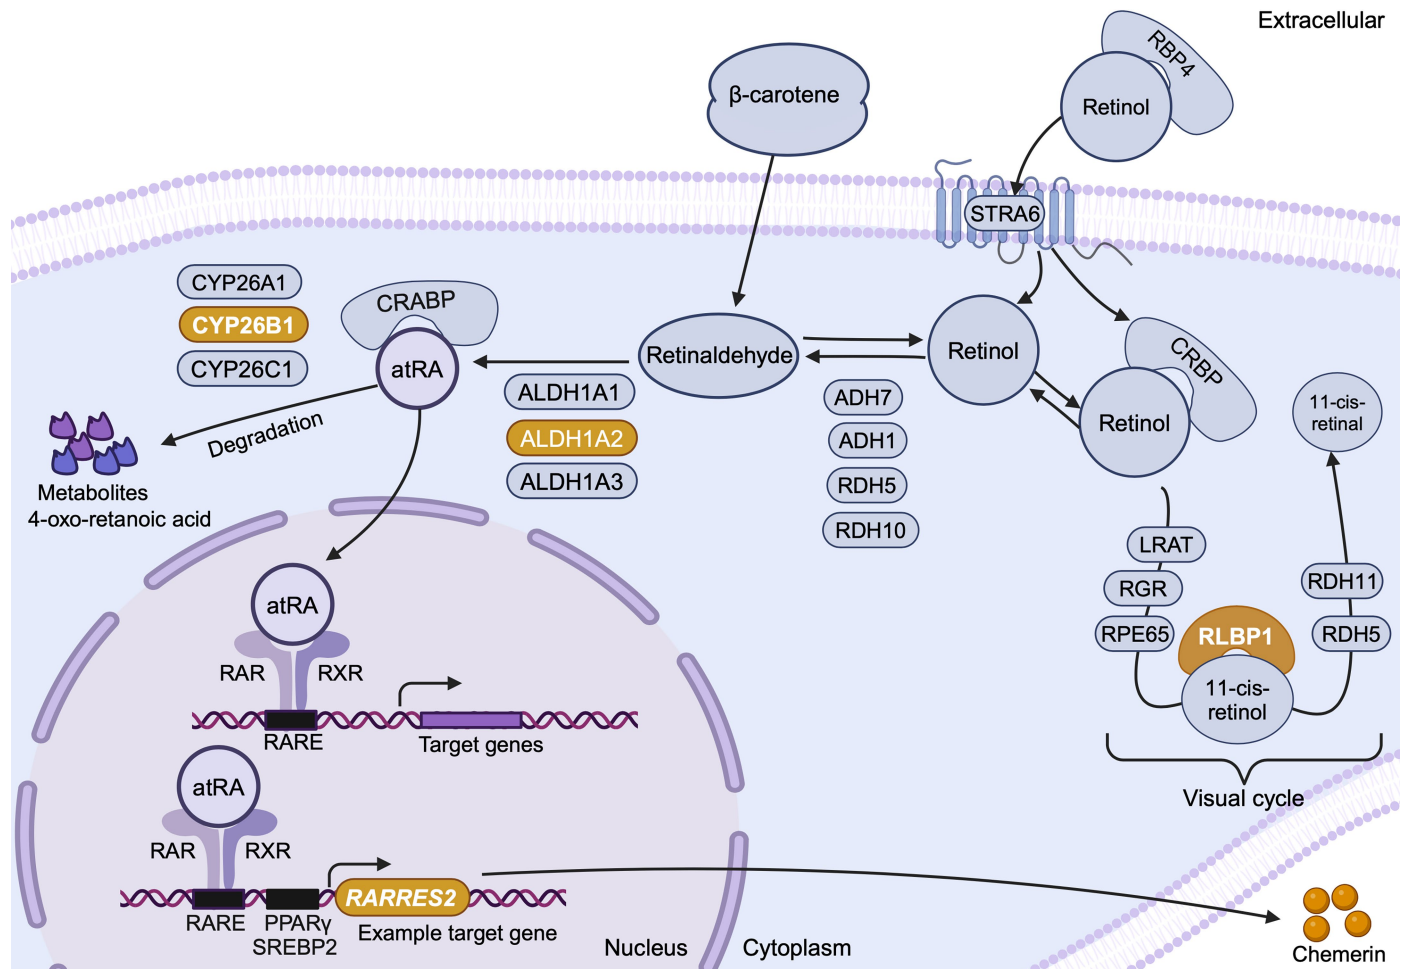 Extracellular
RBP4
Retinol
β-carotene
STRA6
CYP26A1
CYP26B1
CYP26C1
CRABP
atRA
Retinaldehyde
Retinol
CRBP
Retinol
11-cis-
retinal
ALDH1A1
ALDH1A2
ALDH1A3
ADH7
ADH1
RDH5
RDH10
Degradation
Metabolites
4-oxo-retanoic acid
LRAT
RGR
RPE65
RLBP1
11-cis-
retinol
RDH11
RDH5
Visual cycle
atRA
RAR
RXR
RARE
Target genes
atRA
RAR
RXR
RARE
PPARγ
SREBP2
RARRES2
Example target gene
Nucleus
Cytoplasm
Chemerin